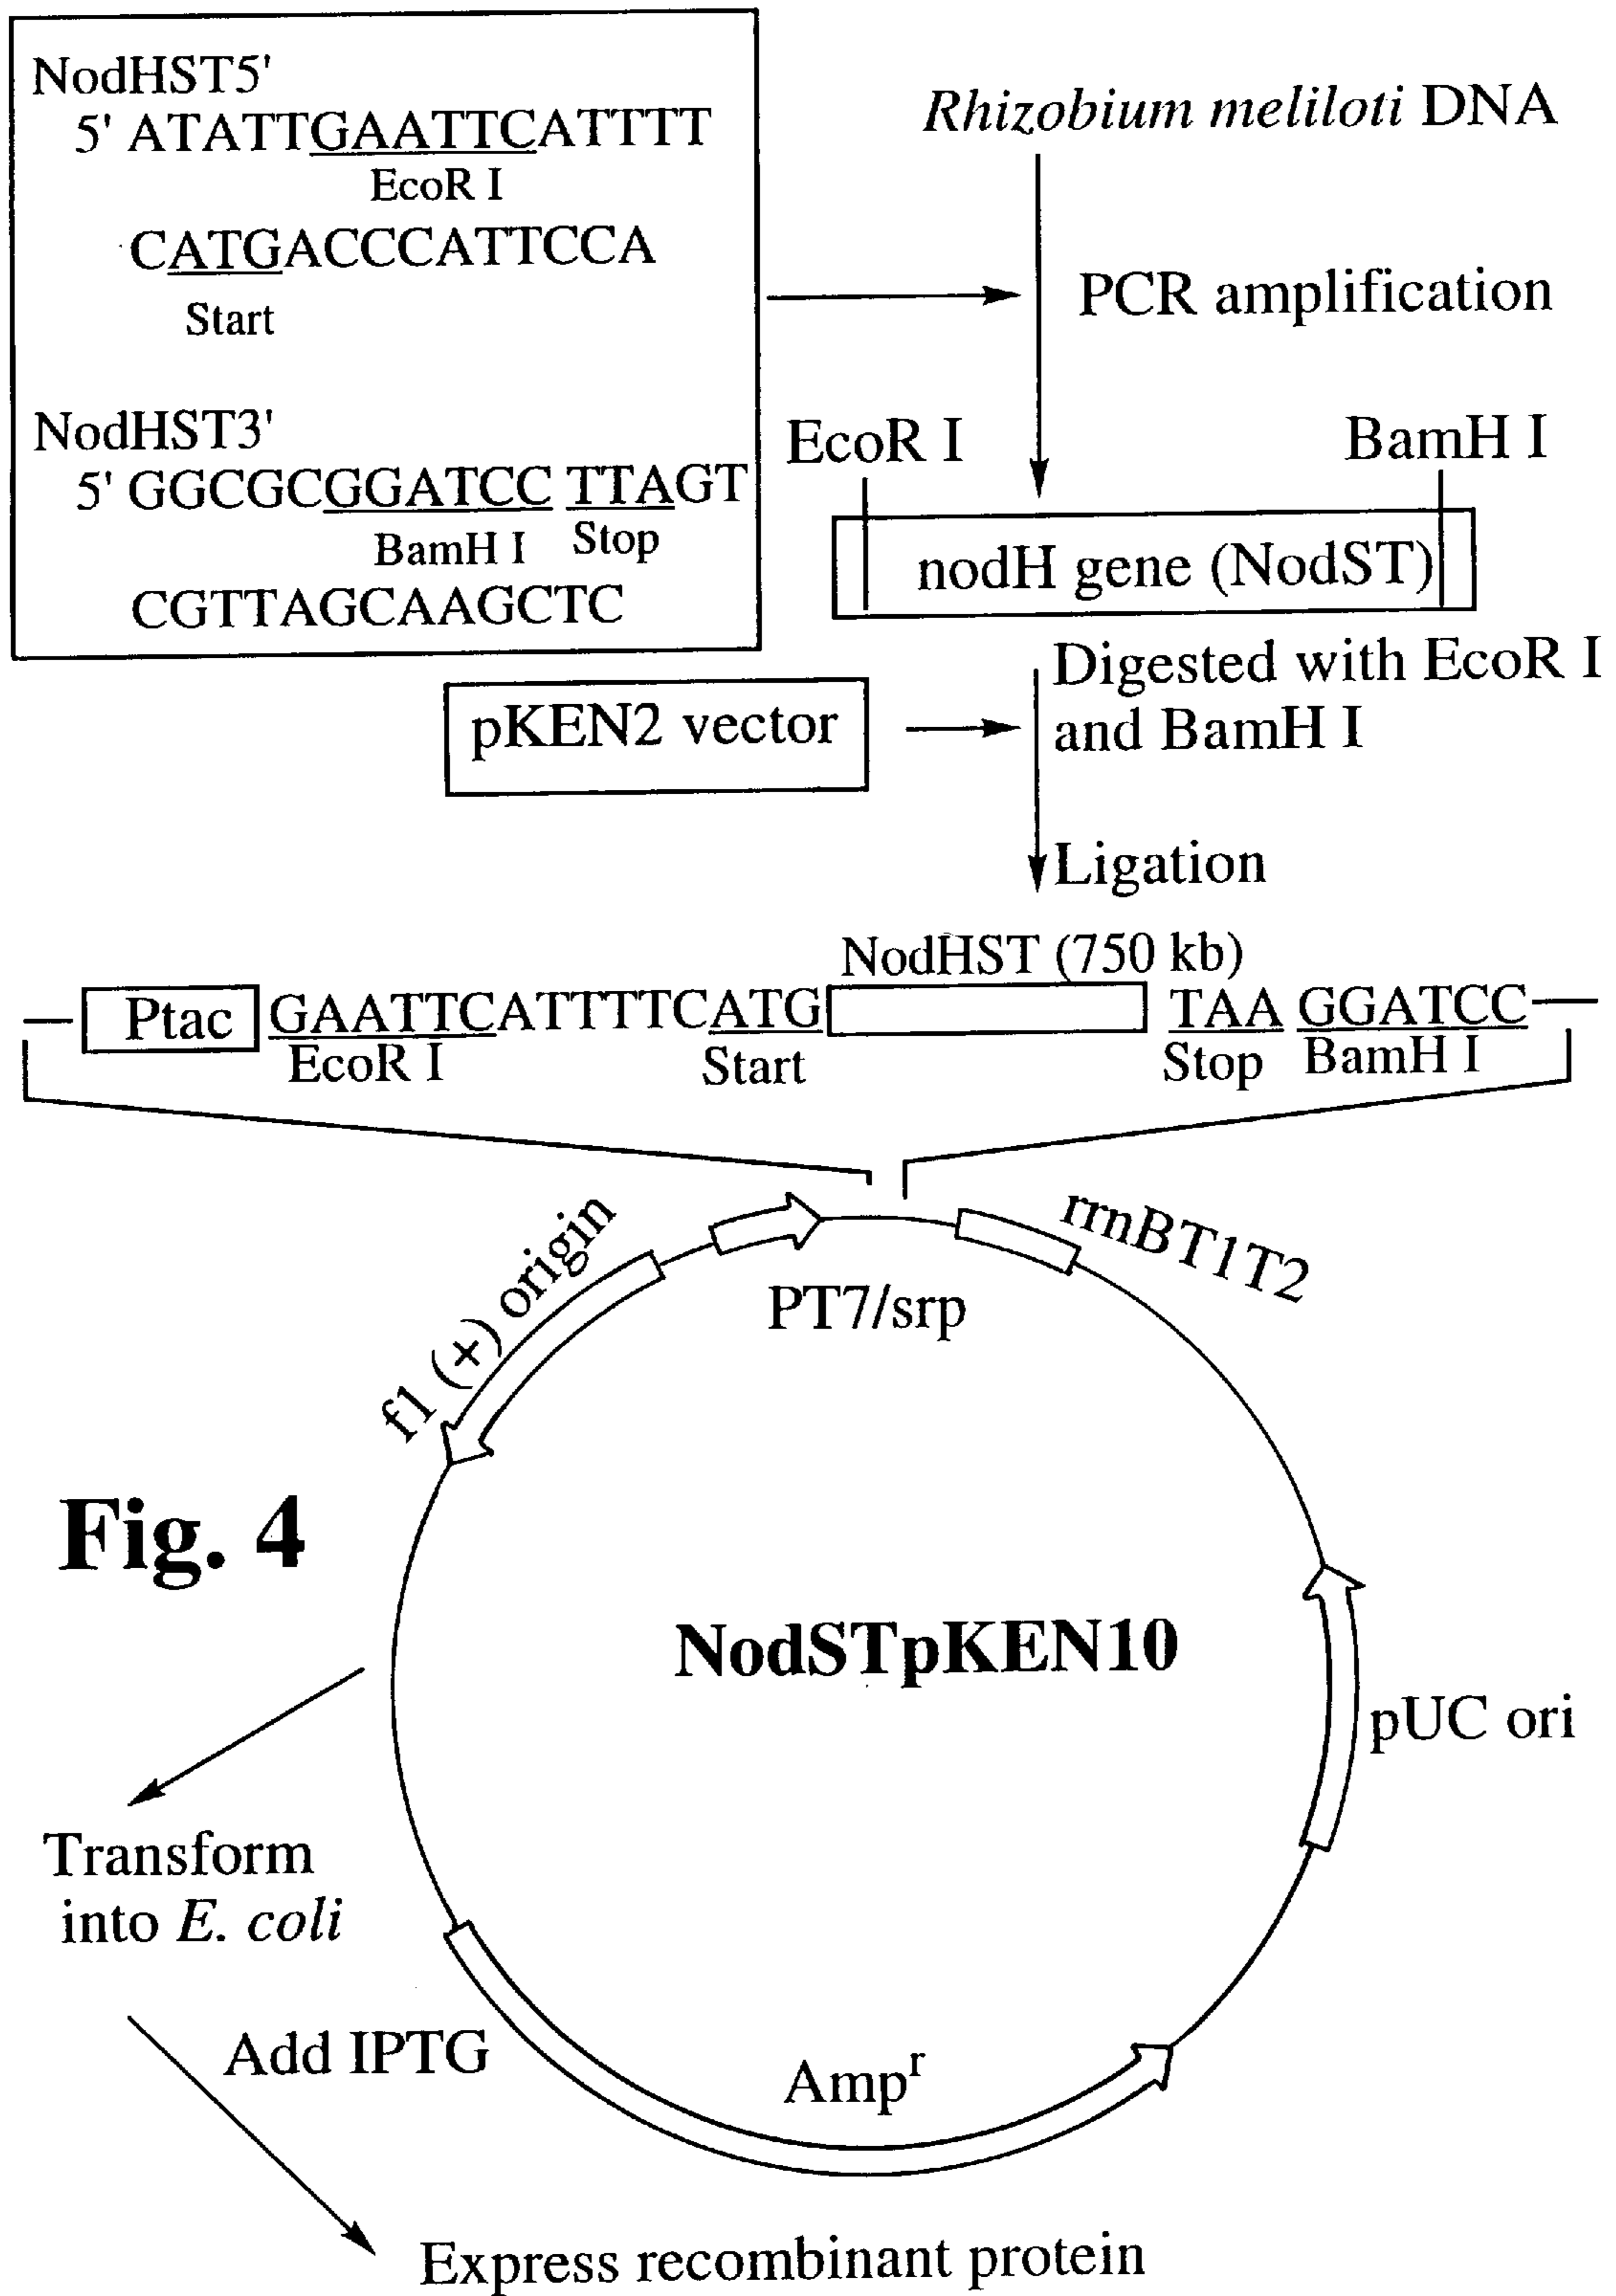 NodHST5'
5' ATATTGAATTCATTTT
EcoR I
CATGACCCATTCCA
Start
NodHST3'
5' GGCGCGGATCC TTAGT
BamH I Stop
CGTTAGCAAGCTC
Rhizobium meliloti DNA
PCR amplification
EcoR I
BamH I
nodH gene (NodST)
Digested with EcoR I
and BamH I
pKEN2 vector
Ligation
NodHST (750 kb)
Ptac GAATTCATTTTCATG TAA GGATCC
EcoR I Start Stop BamH I
f1 (+) origin
PT7/srp
rrnBT1T2
Fig. 4
NodSTpKEN10
pUC ori
Transform
into E. coli
Add IPTG
Ampr
Express recombinant protein